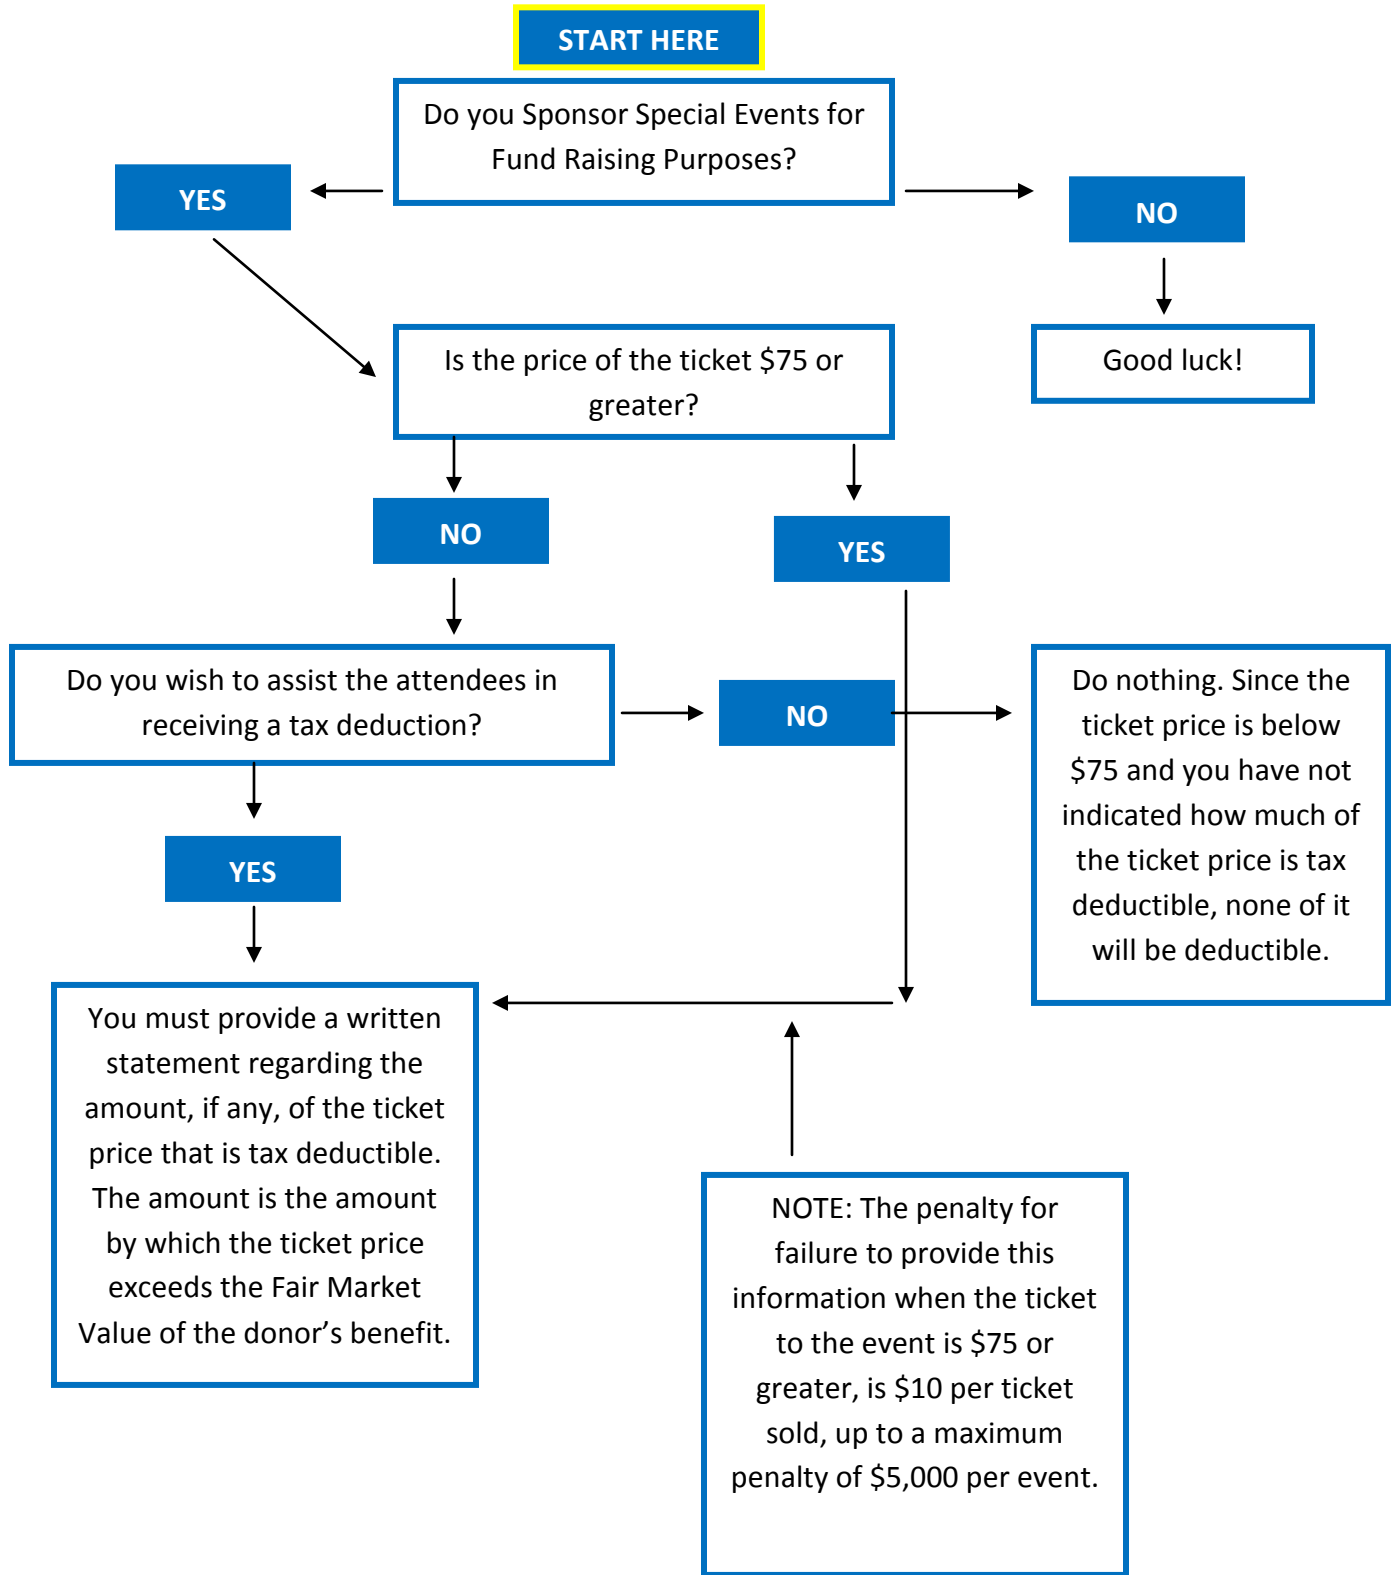 START HERE
Do you Sponsor Special Events for
Fund Raising Purposes?
YES
NO
Is the price of the ticket $75 or
greater?
Good luck!
NO
YES
Do you wish to assist the attendees in
receiving a tax deduction?
NO
Do nothing. Since the
ticket price is below
$75 and you have not
indicated how much of
the ticket price is tax
deductible, none of it
will be deductible.
YES
You must provide a written
statement regarding the
amount, if any, of the ticket
price that is tax deductible.
The amount is the amount
by which the ticket price
exceeds the Fair Market
Value of the donor’s benefit.
NOTE: The penalty for
failure to provide this
information when the ticket
to the event is $75 or
greater, is $10 per ticket
sold, up to a maximum
penalty of $5,000 per event.